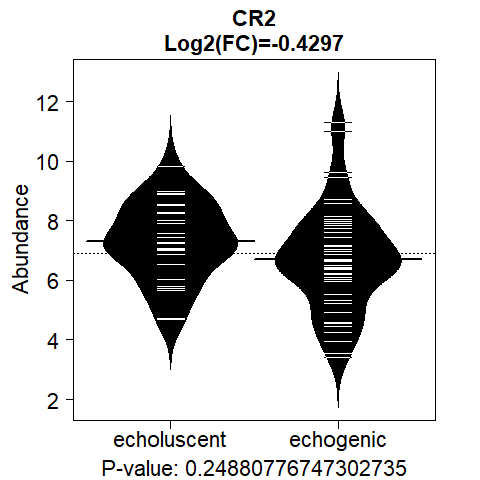 CR2
Log2(FC)=-0.4297
Abundance
12
10
8
6
4
2
echoluscent echogenic
P-value: 0.24880776747302735